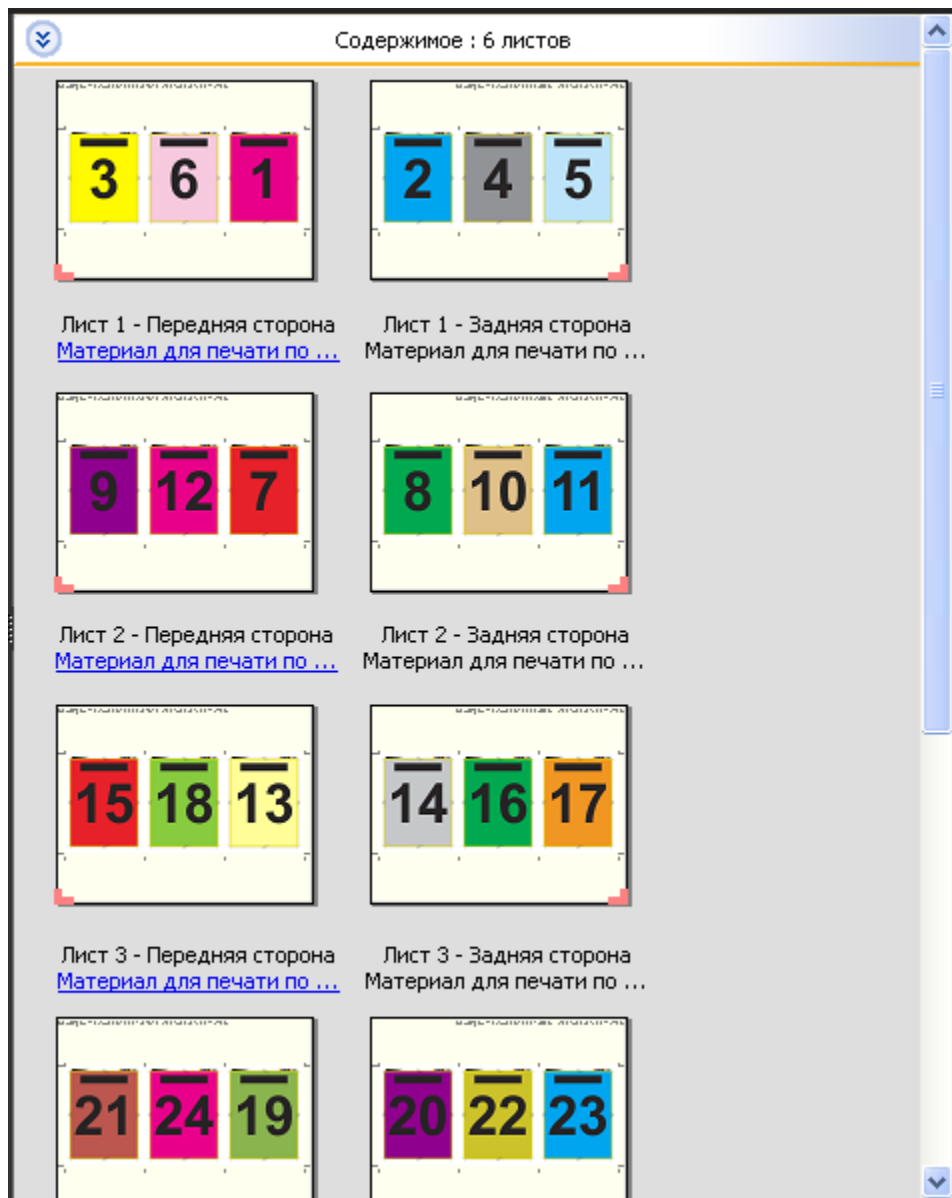 Содержимое : 6 листов
3 6 1 2 4 5
Лист 1 - Передняя сторона Лист 1 - Задняя сторона
Материал для печати по ... Материал для печати по ...
9 12 7 8 10 11
Лист 2 - Передняя сторона Лист 2 - Задняя сторона
Материал для печати по ... Материал для печати по ...
15 18 13 14 16 17
Лист 3 - Передняя сторона Лист 3 - Задняя сторона
Материал для печати по ... Материал для печати по ...
21 24 19 20 22 23